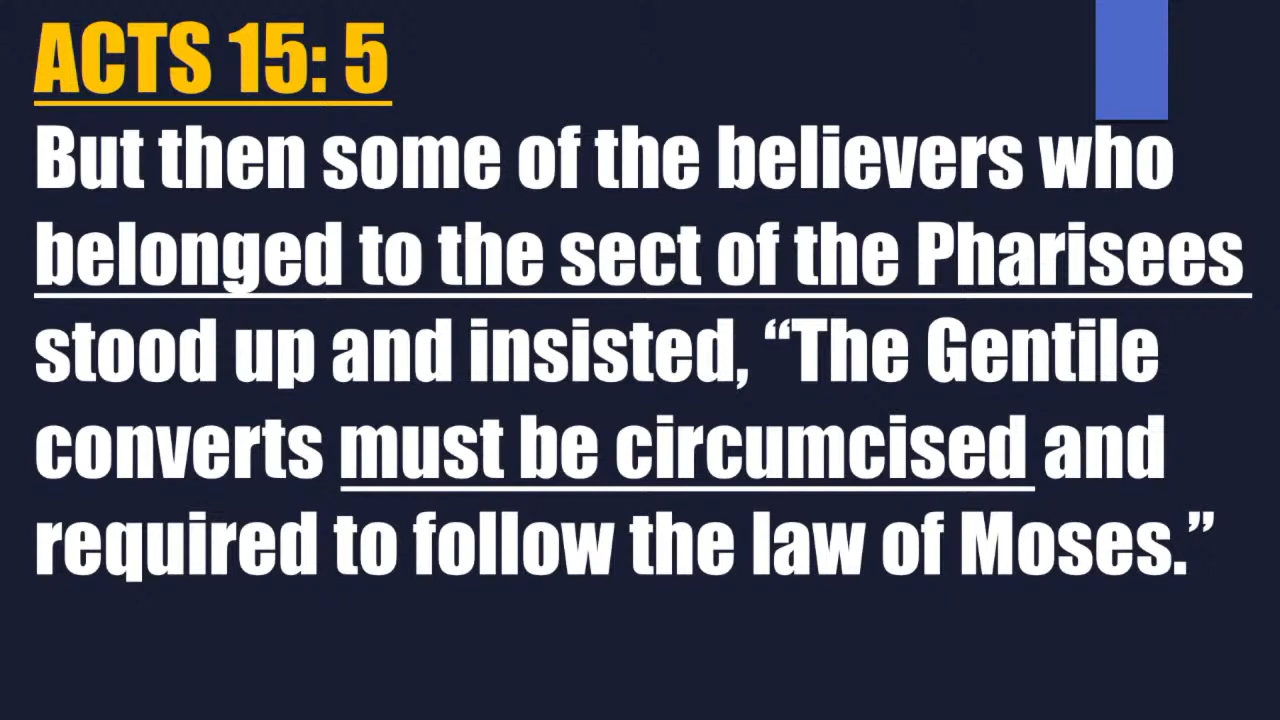 ACTS 15: 5
But then some of the believers who
belonged to the sect of the Pharisees
stood up and insisted, “The Gentile
converts must be circumcised and
required to follow the law of Moses.”